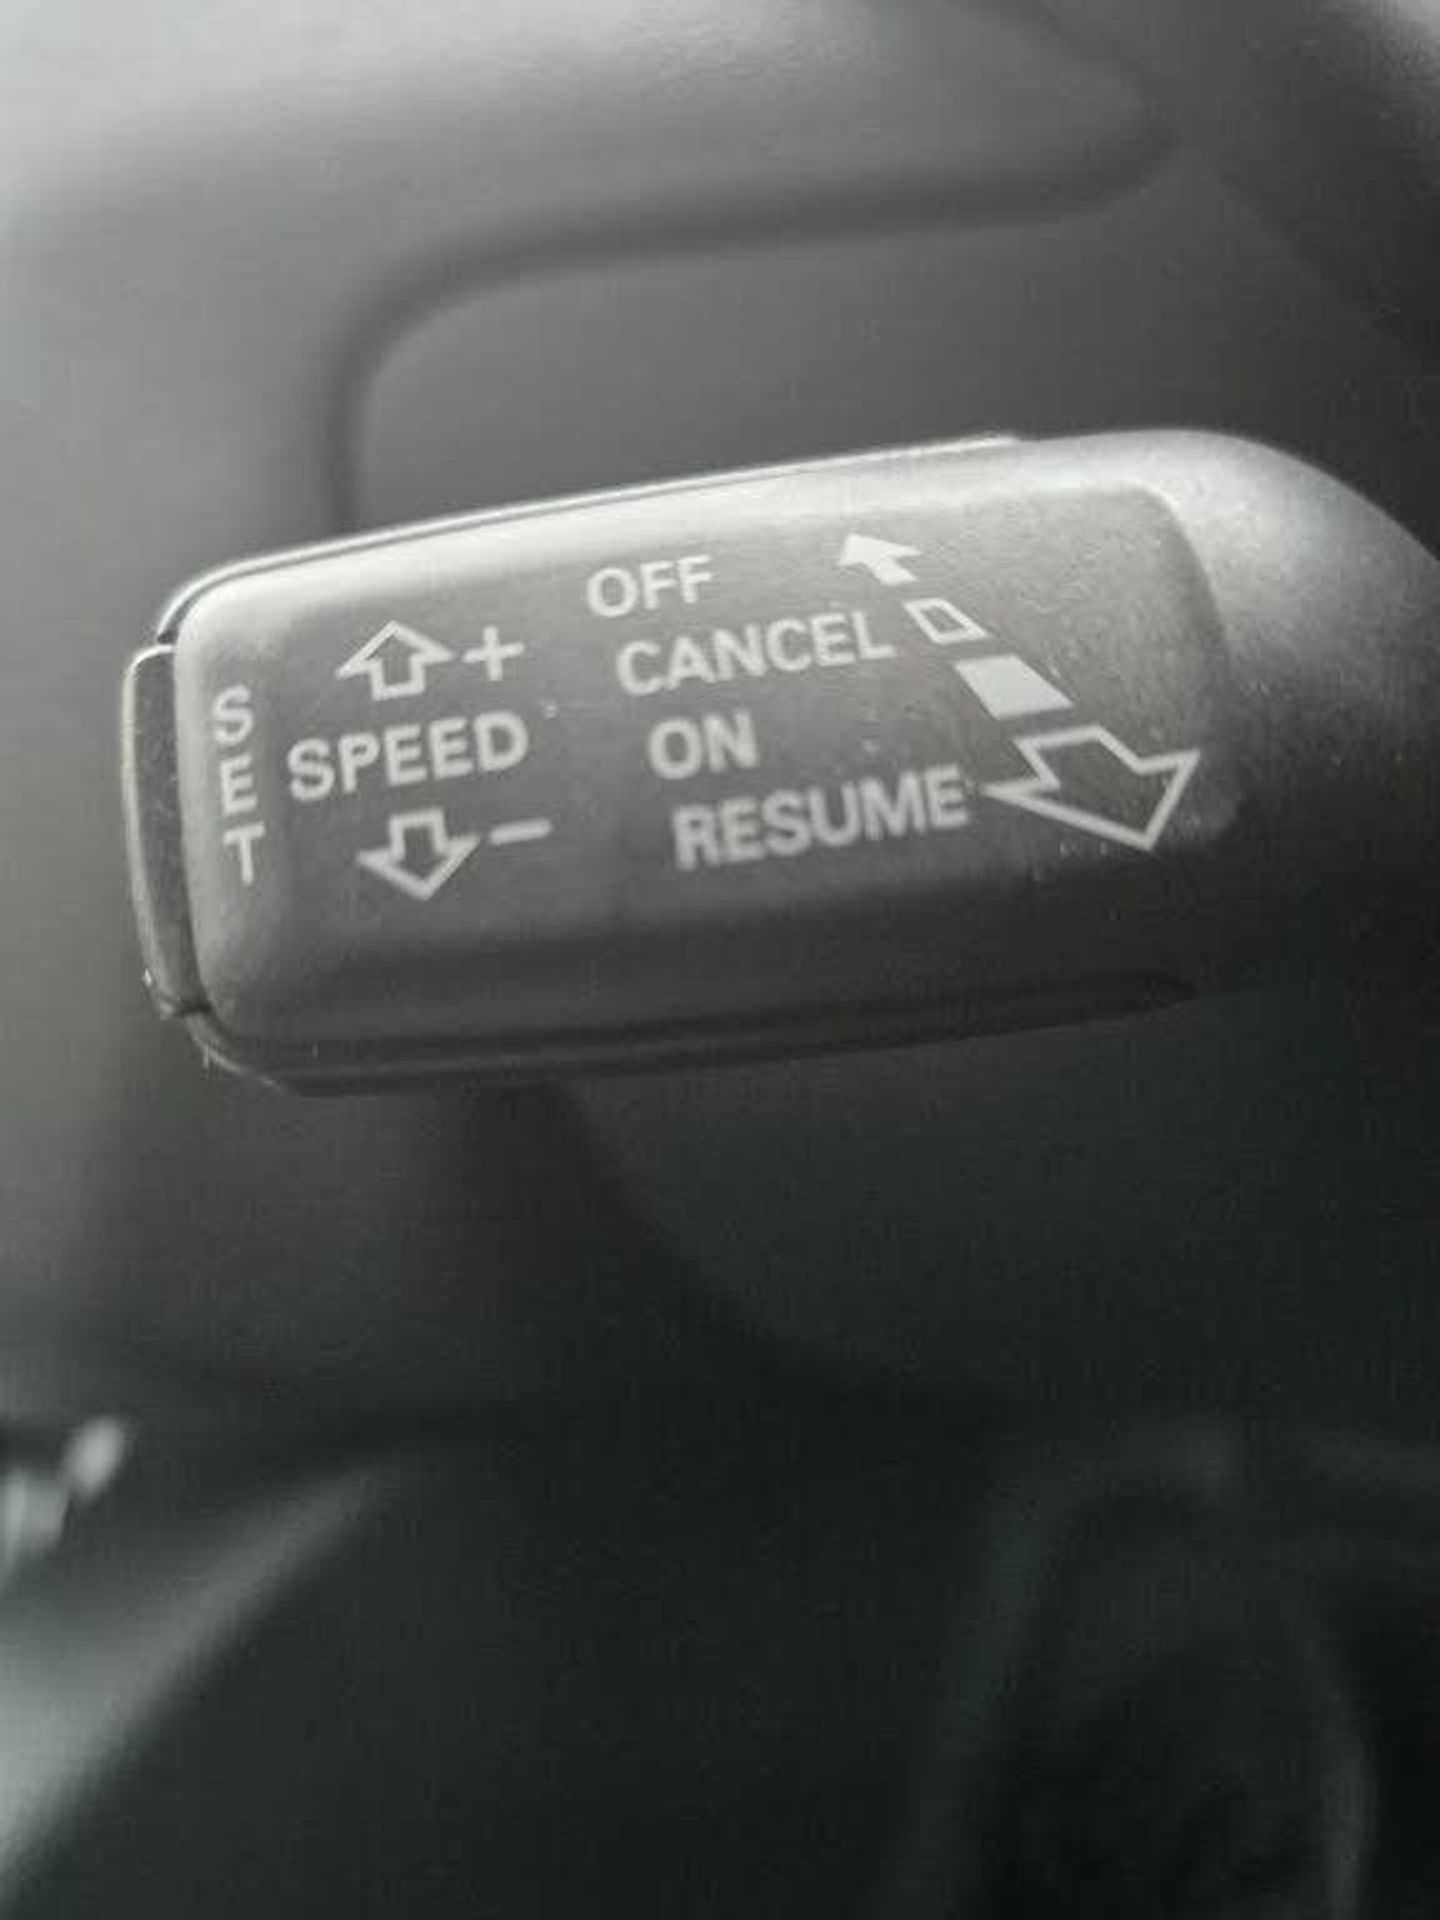 SET
+
SPEED
-
OFF
CANCEL
ON
RESUME